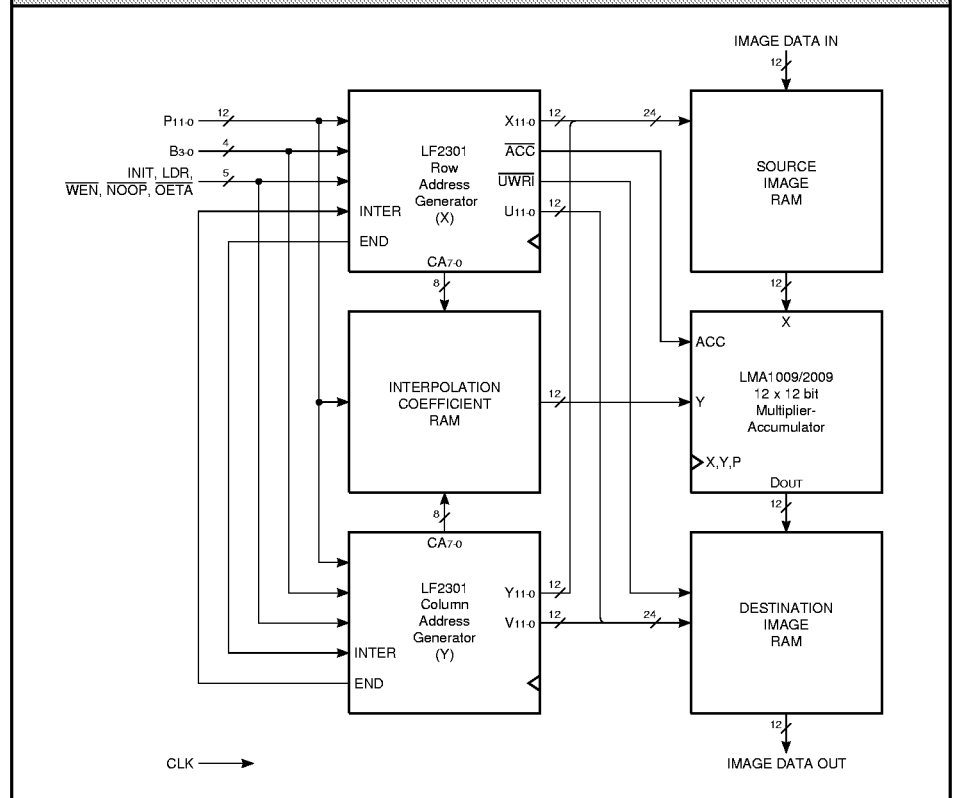 IMAGE DATA IN
12
P11-0
12
B3-0
4
INIT, LDR,
WEN, NOOP, OETA
5
INTER
END
LF2301
Row
Address
Generator
(X)
X11-0
ACC
UWRI
U11-0
CA7-0
12
24
12
8
SOURCE
IMAGE
RAM
12
INTERPOLATION
COEFFICIENT
RAM
12
X
ACC
Y
LMA1009/2009
12 x 12 bit
Multiplier-
Accumulator
X,Y,P
DOUT
12
8
CA7-0
LF2301
Column
Address
Generator
(Y)
INTER
END
Y11-0
V11-0
12
12
24
DESTINATION
IMAGE
RAM
12
CLK
IMAGE DATA OUT